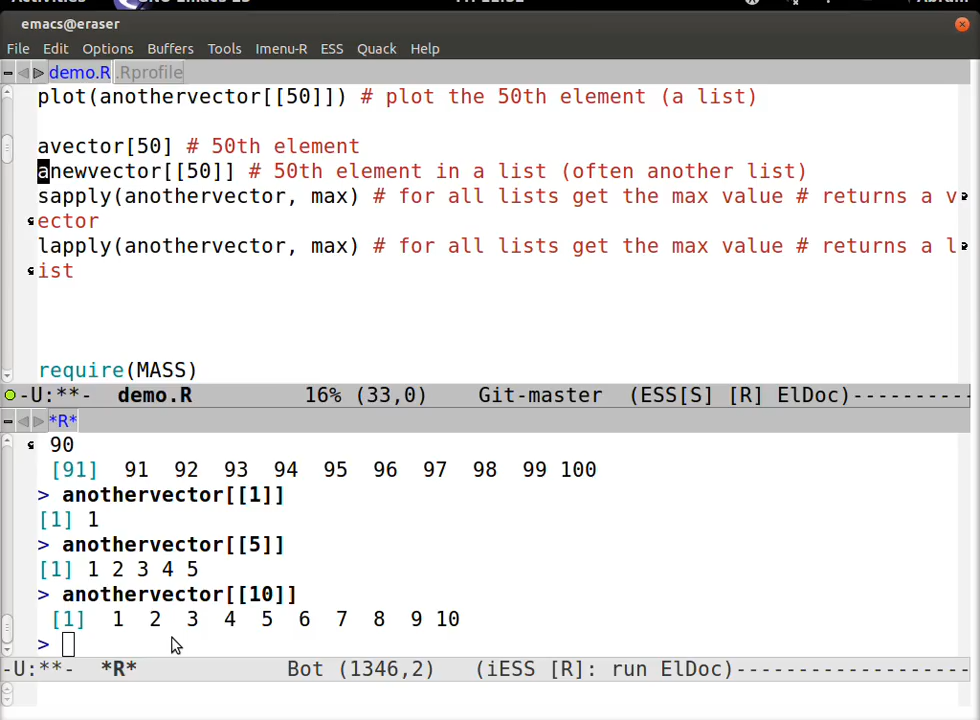 emacs@eraser
File Edit Options Buffers Tools Imenu-R ESS Quack Help
demo.R .Rprofile
plot(anothervector[[50]]) # plot the 50th element (a list)
avector[50] # 50th element
anewvector[[50]] # 50th element in a list (often another list)
sapply(anothervector, max) # for all lists get the max value # returns a v
ector
lapply(anothervector, max) # for all lists get the max value # returns a l
ist
require(MASS)
-U:**- demo.R 16% (33,0) Git-master (ESS[S] [R] ElDoc)----------
*R*
90
[91] 91 92 93 94 95 96 97 98 99 100
> anothervector[[1]]
[1] 1
> anothervector[[5]]
[1] 1 2 3 4 5
> anothervector[[10]]
[1] 1 2 3 4 5 6 7 8 9 10
>
-U:**- *R* Bot (1346,2) (iESS [R]: run ElDoc)-------------------